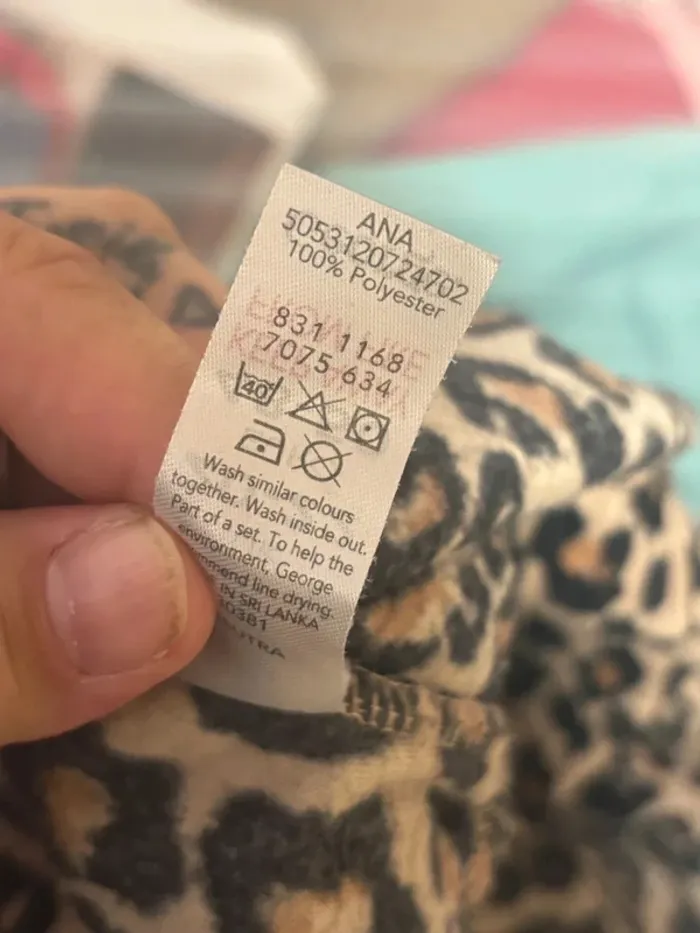 ANA
5053120724702
100% Polyester
831 1168
7075 634
40
Wash similar colours
together. Wash inside out.
Part of a set. To help the
environment, George
line drying.
IN SRI LANKA